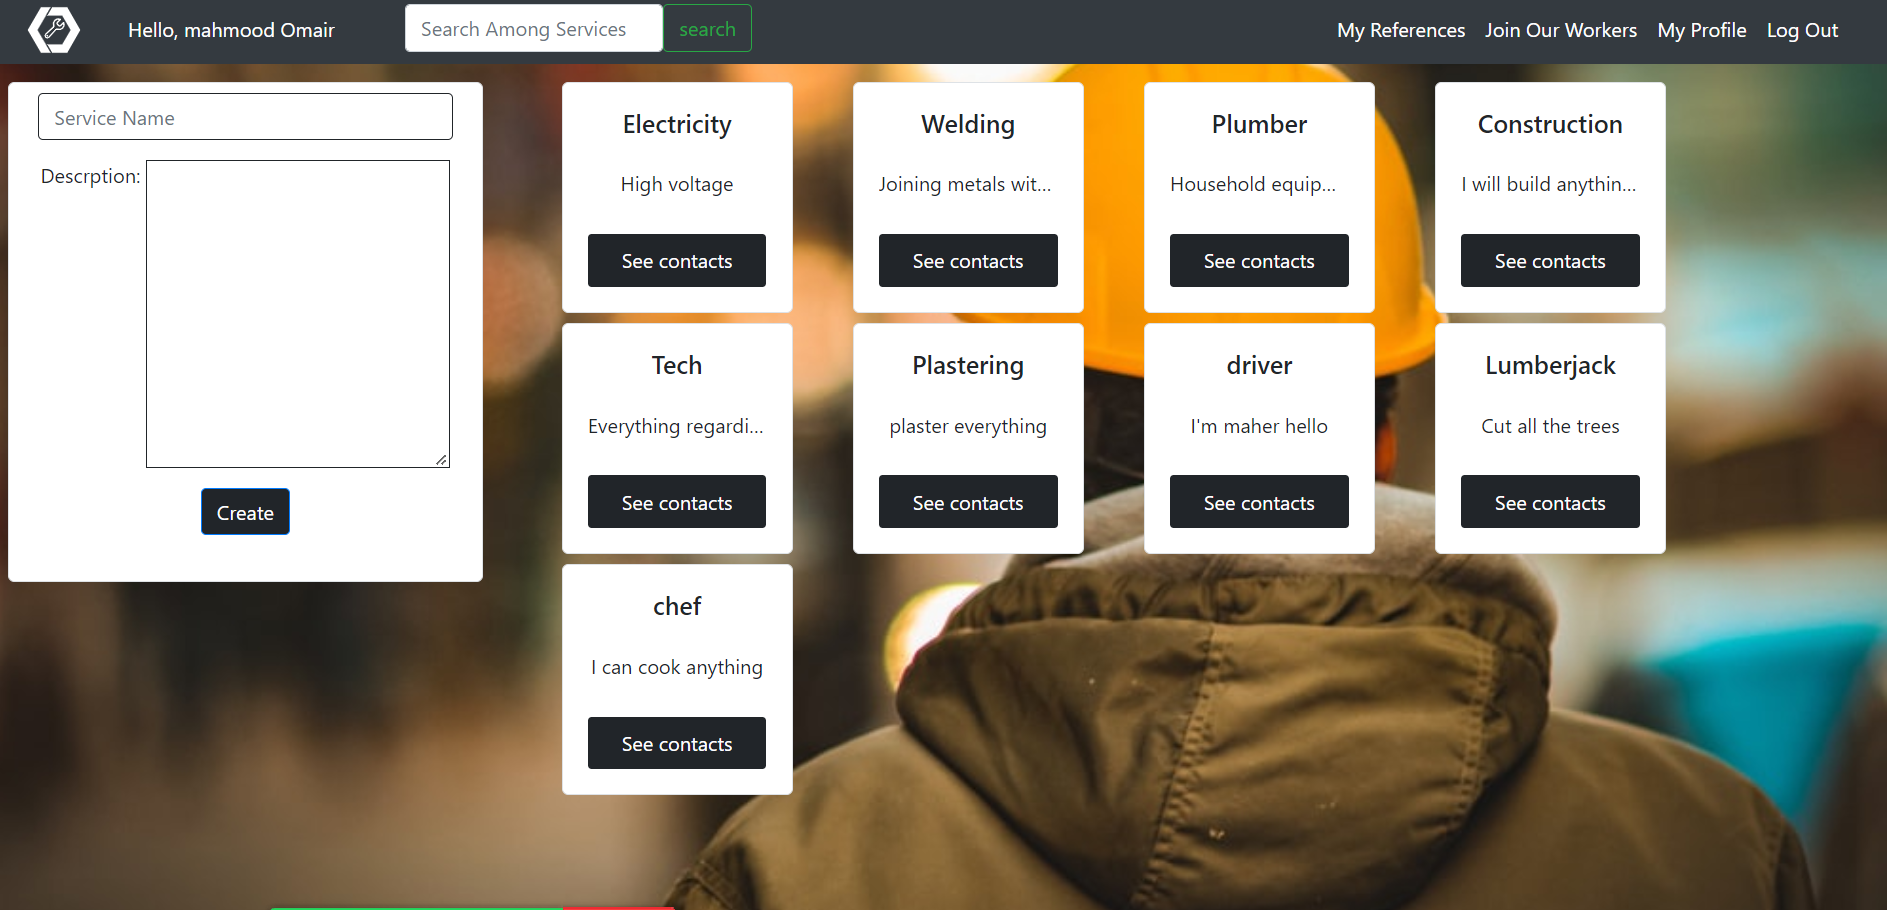 Hello, mahmood Omair
Search Among Services
search
My References
Join Our Workers
My Profile
Log Out
Service Name
Descrption:
Create
Electricity
High voltage
See contacts
Welding
Joining metals wit...
See contacts
Plumber
Household equip...
See contacts
Construction
I will build anythin...
See contacts
Tech
Everything regardi...
See contacts
Plastering
plaster everything
See contacts
driver
I'm maher hello
See contacts
Lumberjack
Cut all the trees
See contacts
chef
I can cook anything
See contacts